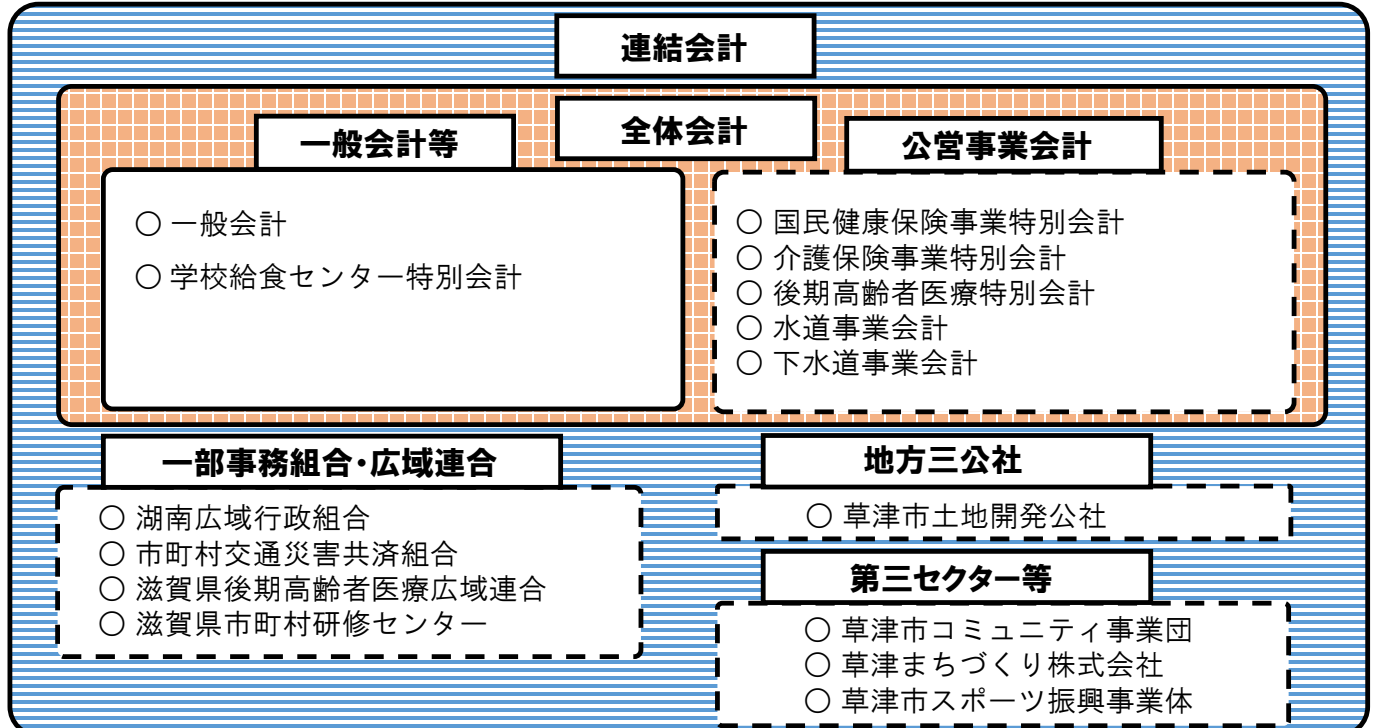 連結会計
全体会計
一般会計等
○ 一般会計
○ 学校給食センター特別会計
公営事業会計
○ 国民健康保険事業特別会計
○ 介護保険事業特別会計
○ 後期高齢者医療特別会計
○ 水道事業会計
○ 下水道事業会計
一部事務組合・広域連合
○ 湖南広域行政組合
○ 市町村交通災害共済組合
○ 滋賀県後期高齢者医療広域連合
○ 滋賀県市町村研修センター
地方三公社
○ 草津市土地開発公社
第三セクター等
○ 草津市コミュニティ事業団
○ 草津まちづくり株式会社
○ 草津市スポーツ振興事業体